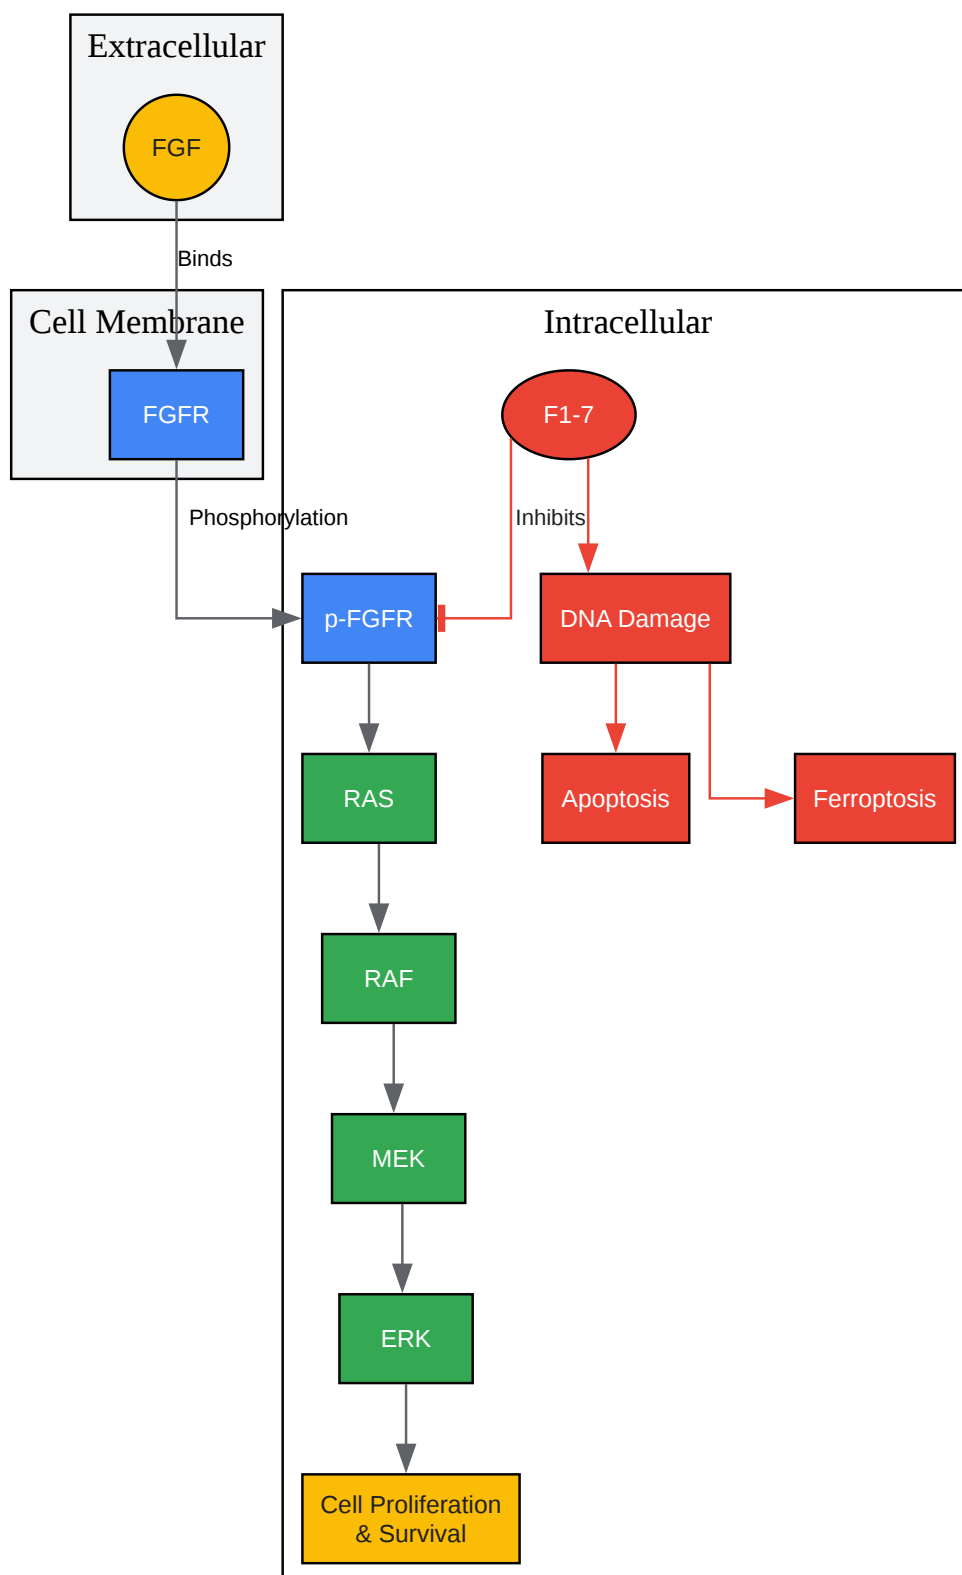 Extracellular
FGF
Binds
Cell Membrane
Intracellular
FGFR
F1-7
Phosphorylation
Inhibits
p-FGFR
DNA Damage
RAS
Apoptosis
Ferroptosis
RAF
MEK
ERK
Cell Proliferation
& Survival